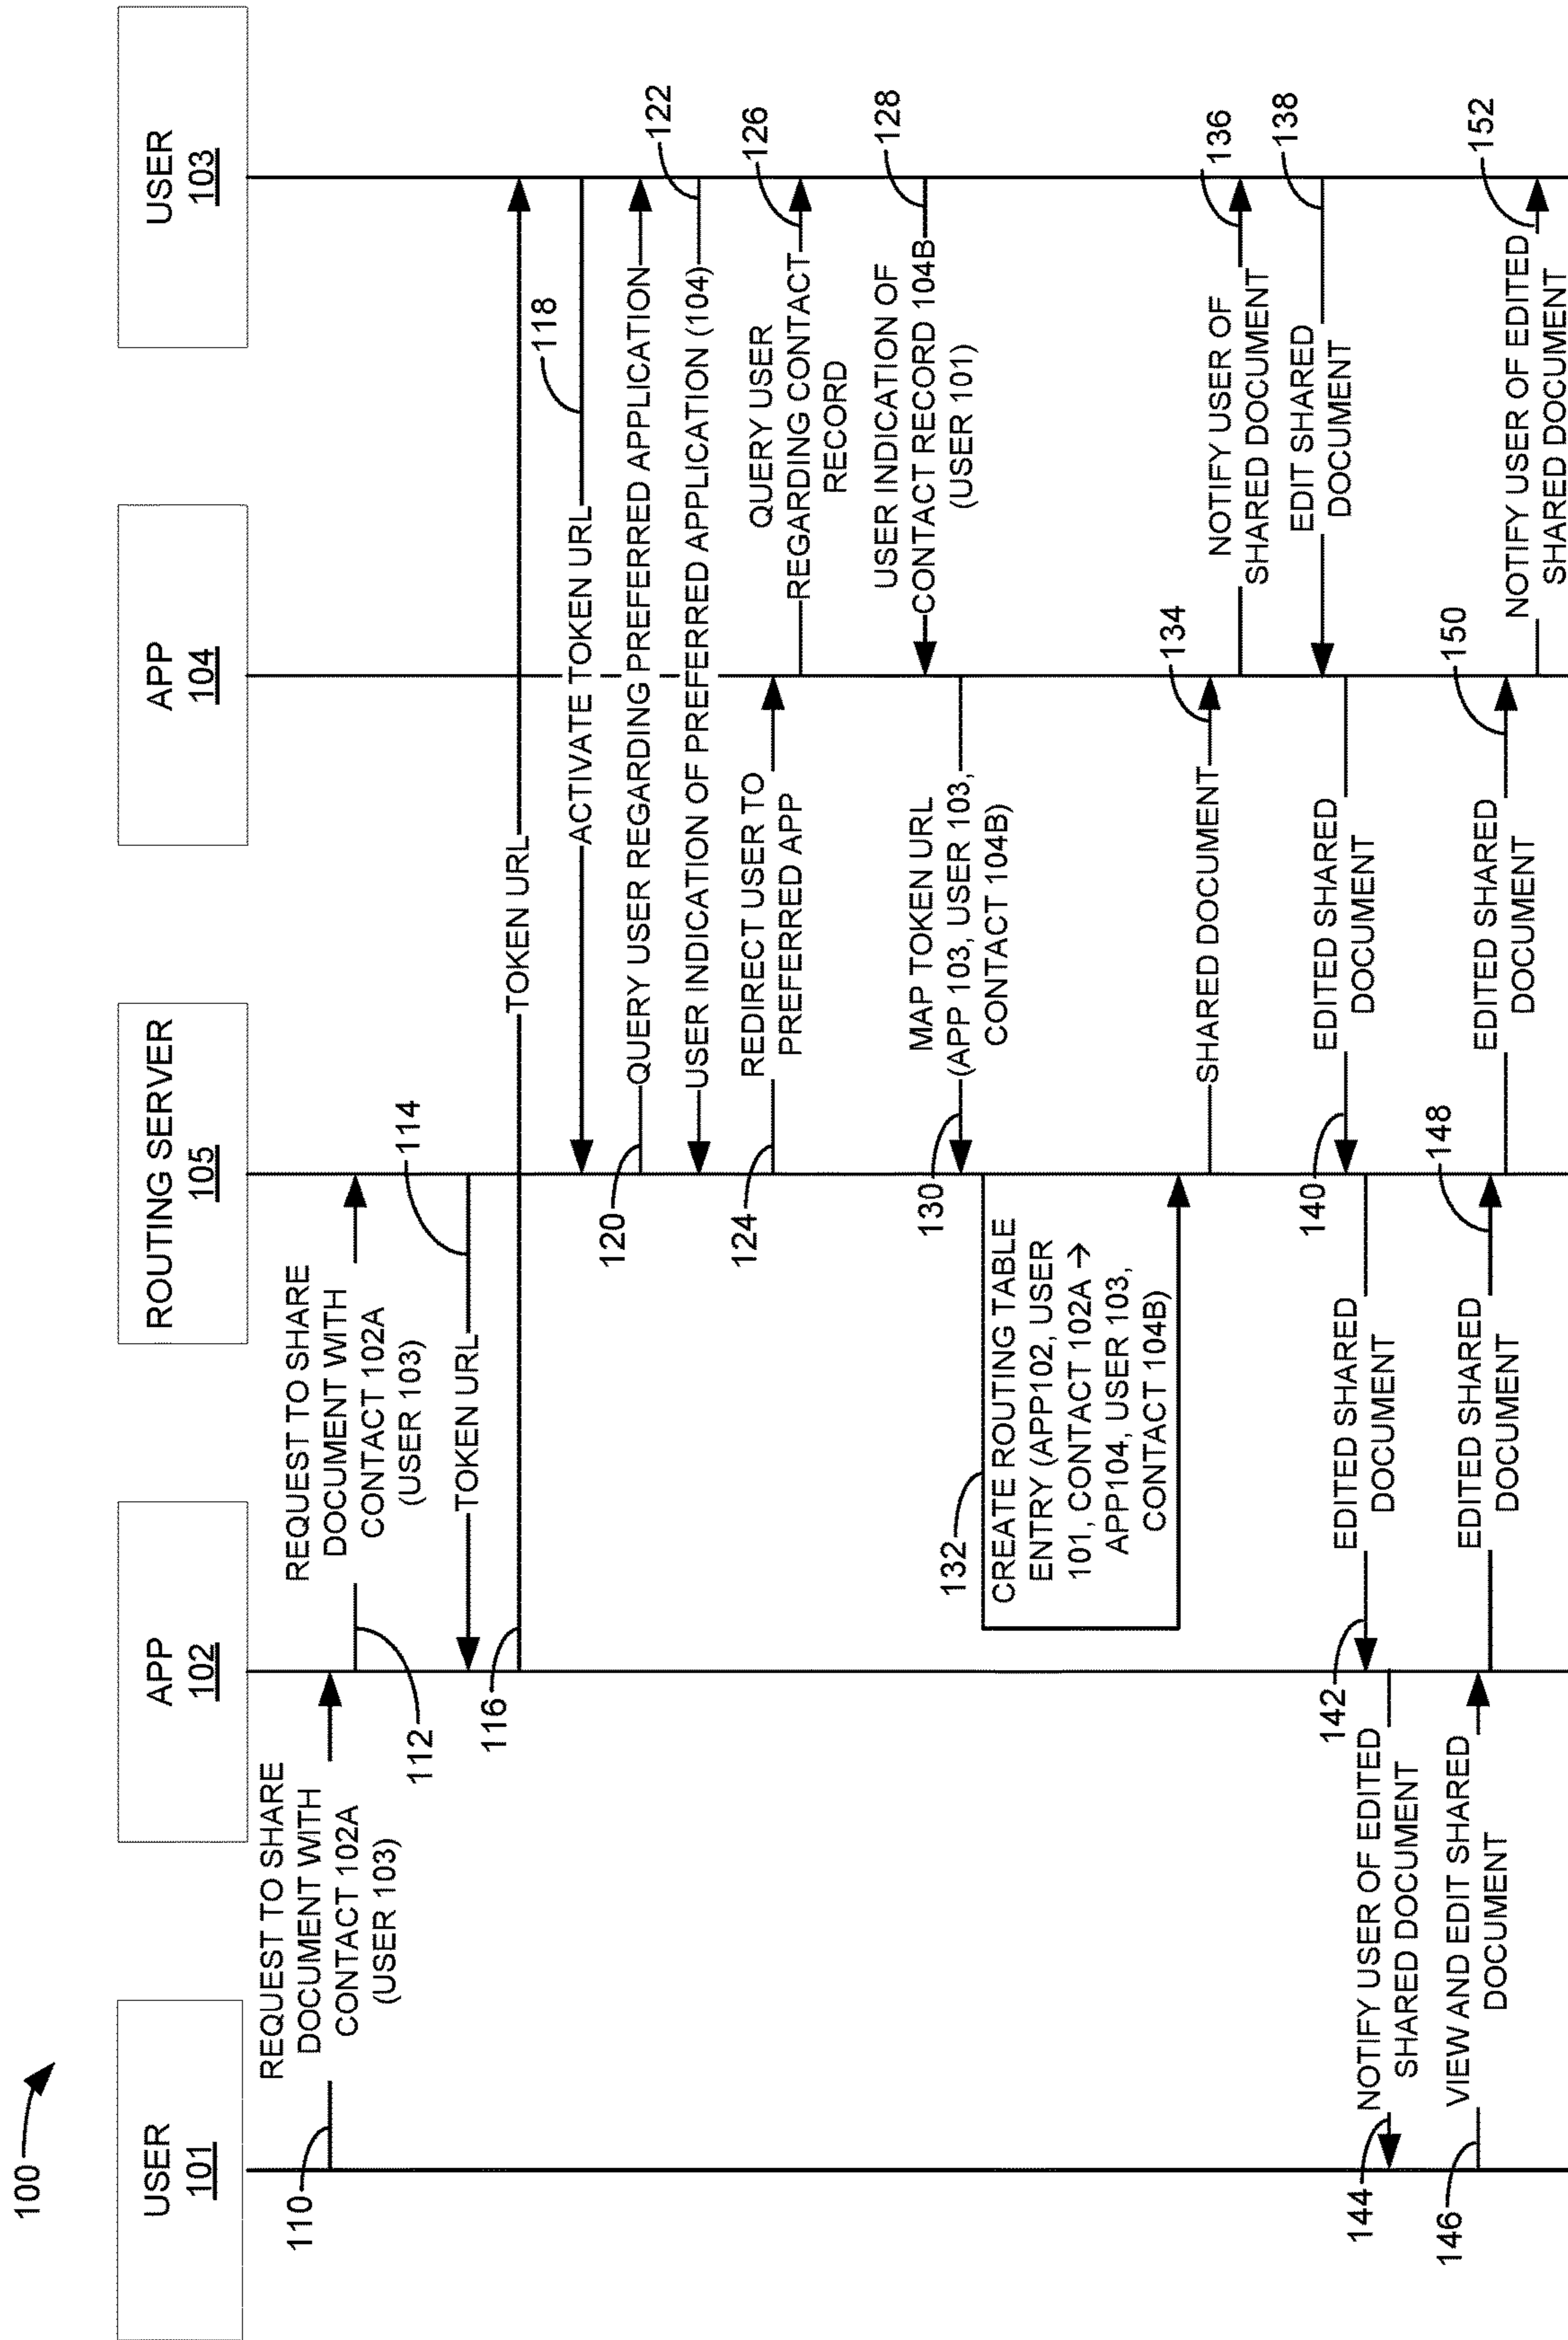 100
USER
101
APP
102
ROUTING SERVER
105
APP
104
USER
103
110
REQUEST TO SHARE
DOCUMENT WITH
CONTACT 102A
(USER 103)
112
REQUEST TO SHARE
DOCUMENT WITH
CONTACT 102A
(USER 103)
114
TOKEN URL
116
TOKEN URL
118
ACTIVATE TOKEN URL
120
QUERY USER REGARDING PREFERRED APPLICATION
122
USER INDICATION OF PREFERRED APPLICATION (104)
124
REDIRECT USER TO
PREFERRED APP
126
QUERY USER
REGARDING CONTACT
RECORD
128
USER INDICATION OF
CONTACT RECORD 104B
(USER 101)
130
MAP TOKEN URL
(APP 103, USER 103,
CONTACT 104B)
132
CREATE ROUTING TABLE
ENTRY (APP102, USER
101, CONTACT 102A →
APP104, USER 103,
CONTACT 104B)
134
SHARED DOCUMENT
136
NOTIFY USER OF
SHARED DOCUMENT
138
EDIT SHARED
DOCUMENT
140
EDITED SHARED
DOCUMENT
142
EDITED SHARED
DOCUMENT
144
NOTIFY USER OF EDITED
SHARED DOCUMENT
146
VIEW AND EDIT SHARED
DOCUMENT
148
EDITED SHARED
DOCUMENT
150
EDITED SHARED
DOCUMENT
152
NOTIFY USER OF EDITED
SHARED DOCUMENT